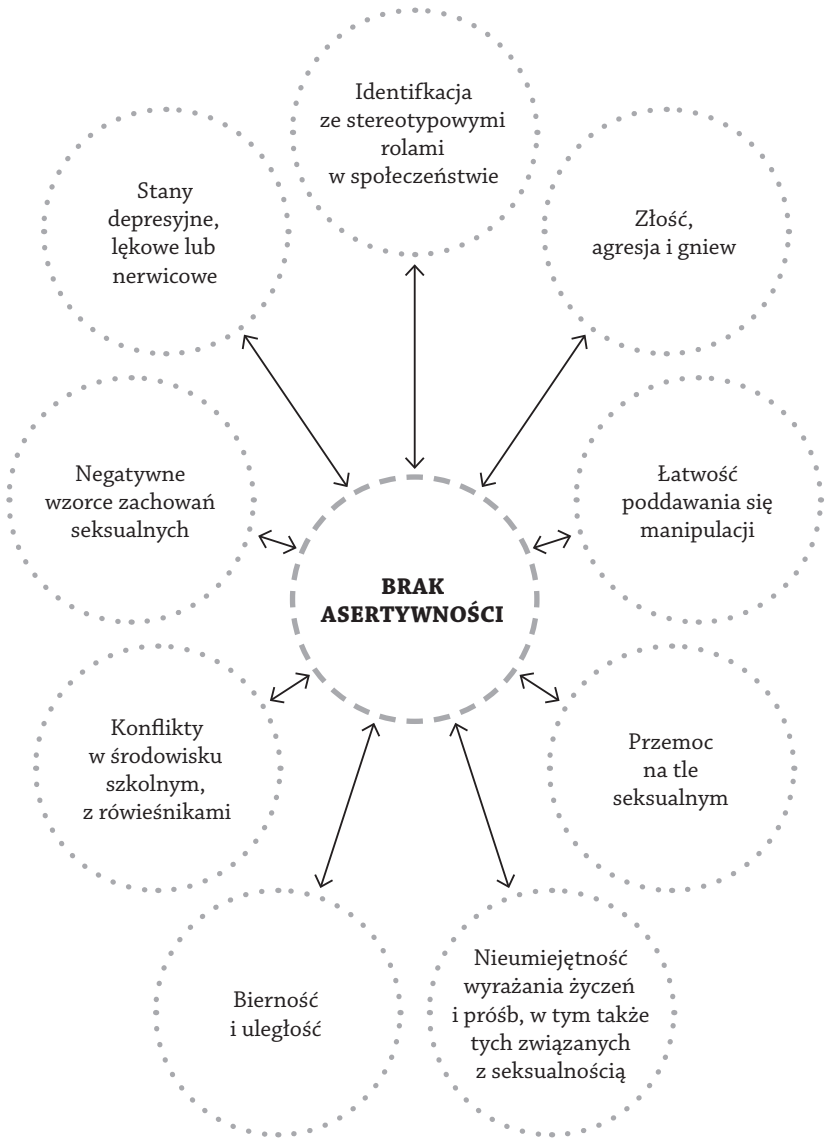 Identifkacja
ze stereotypowymi
rolami
w społeczeństwie
Stany
depresyjne,
lękowe lub
nerwicowe
Złość,
agresja i gniew
Negatywne
wzorce zachowań
seksualnych
Łatwość
poddawania się
manipulacji
BRAK
ASERTYWNOŚCI
Konflikty
w środowisku
szkolnym,
z rówieśnikami
Przemoc
na tle
seksualnym
Bierność
i uległość
Nieumiejętność
wyrażania życzeń
i próśb, w tym także
tych związanych
z seksualnością